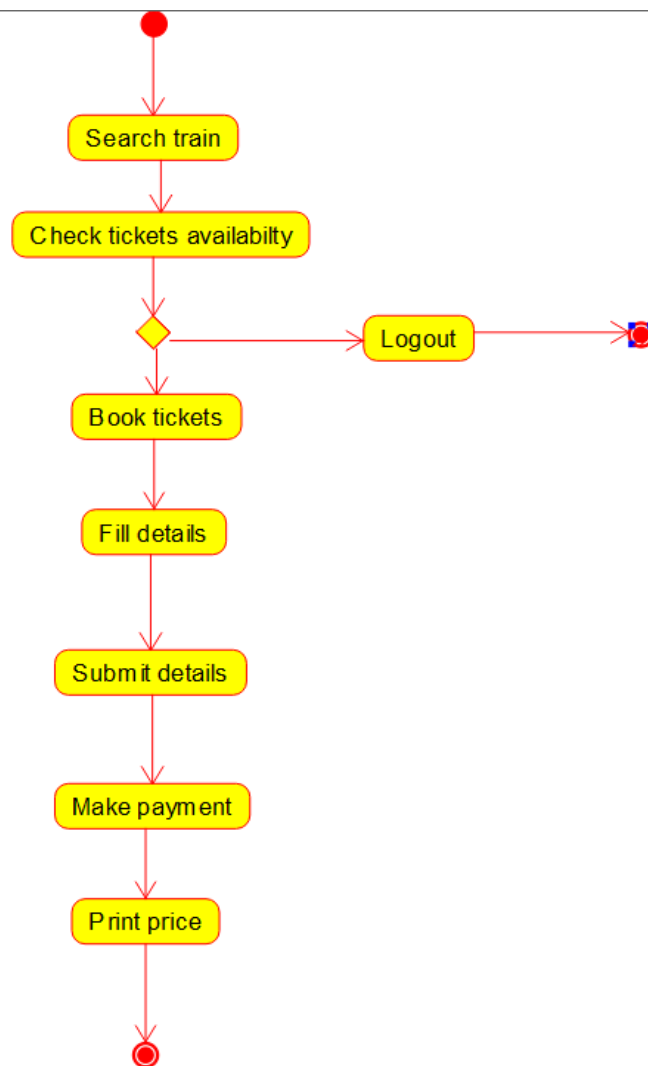 Search train
Check tickets availabilty
Logout
Book tickets
Fill details
Submit details
Make payment
Print price